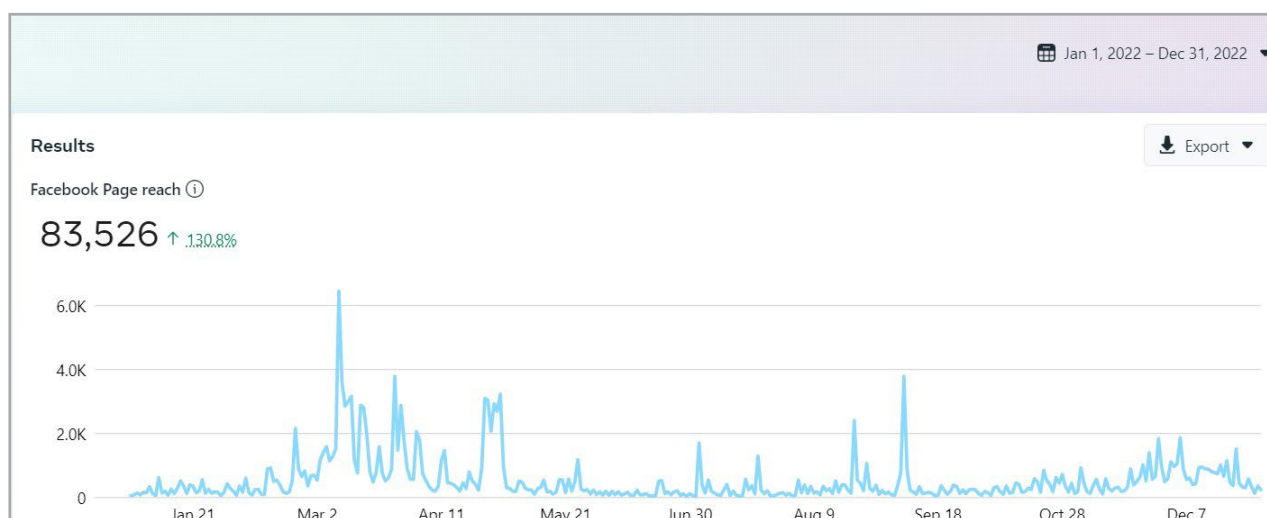 Jan 1, 2022 – Dec 31, 2022
Results
Export
Facebook Page reach
83,526 ↑ 130.8%
6.0K
4.0K
2.0K
0
Jan 21 Mar 2 Apr 11 May 21 Jun 30 Aug 9 Sep 18 Oct 28 Dec 7